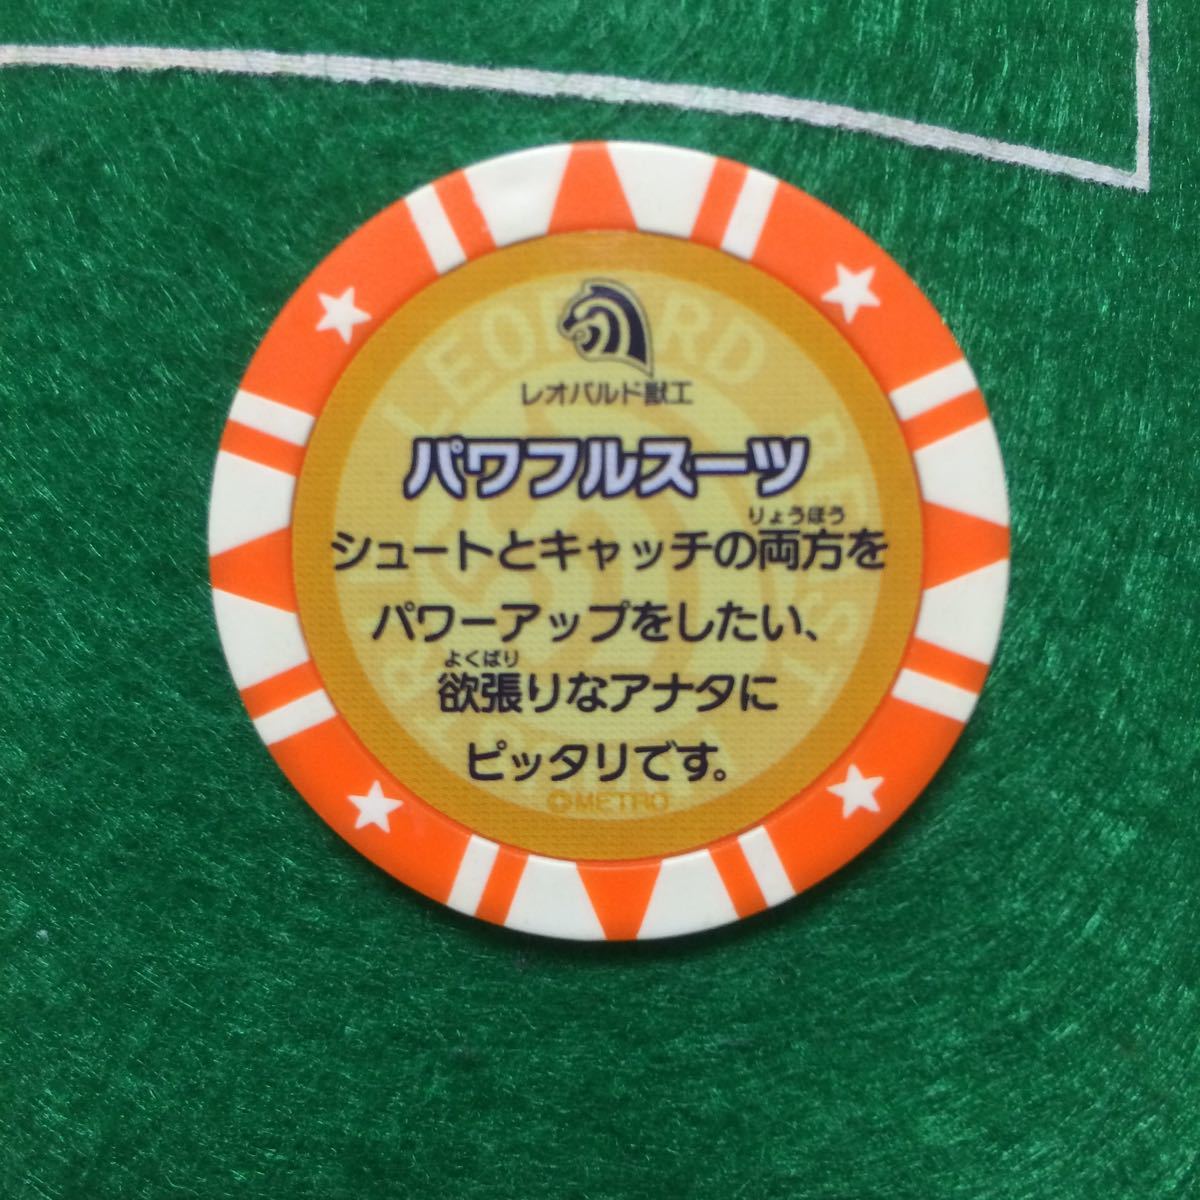 レオバルド獣工
パワフルスーツ
りょうほう
シュートとキャッチの両方を
パワーアップをしたい、
よくばり
欲張りなアナタに
ピッタリです。
METRO